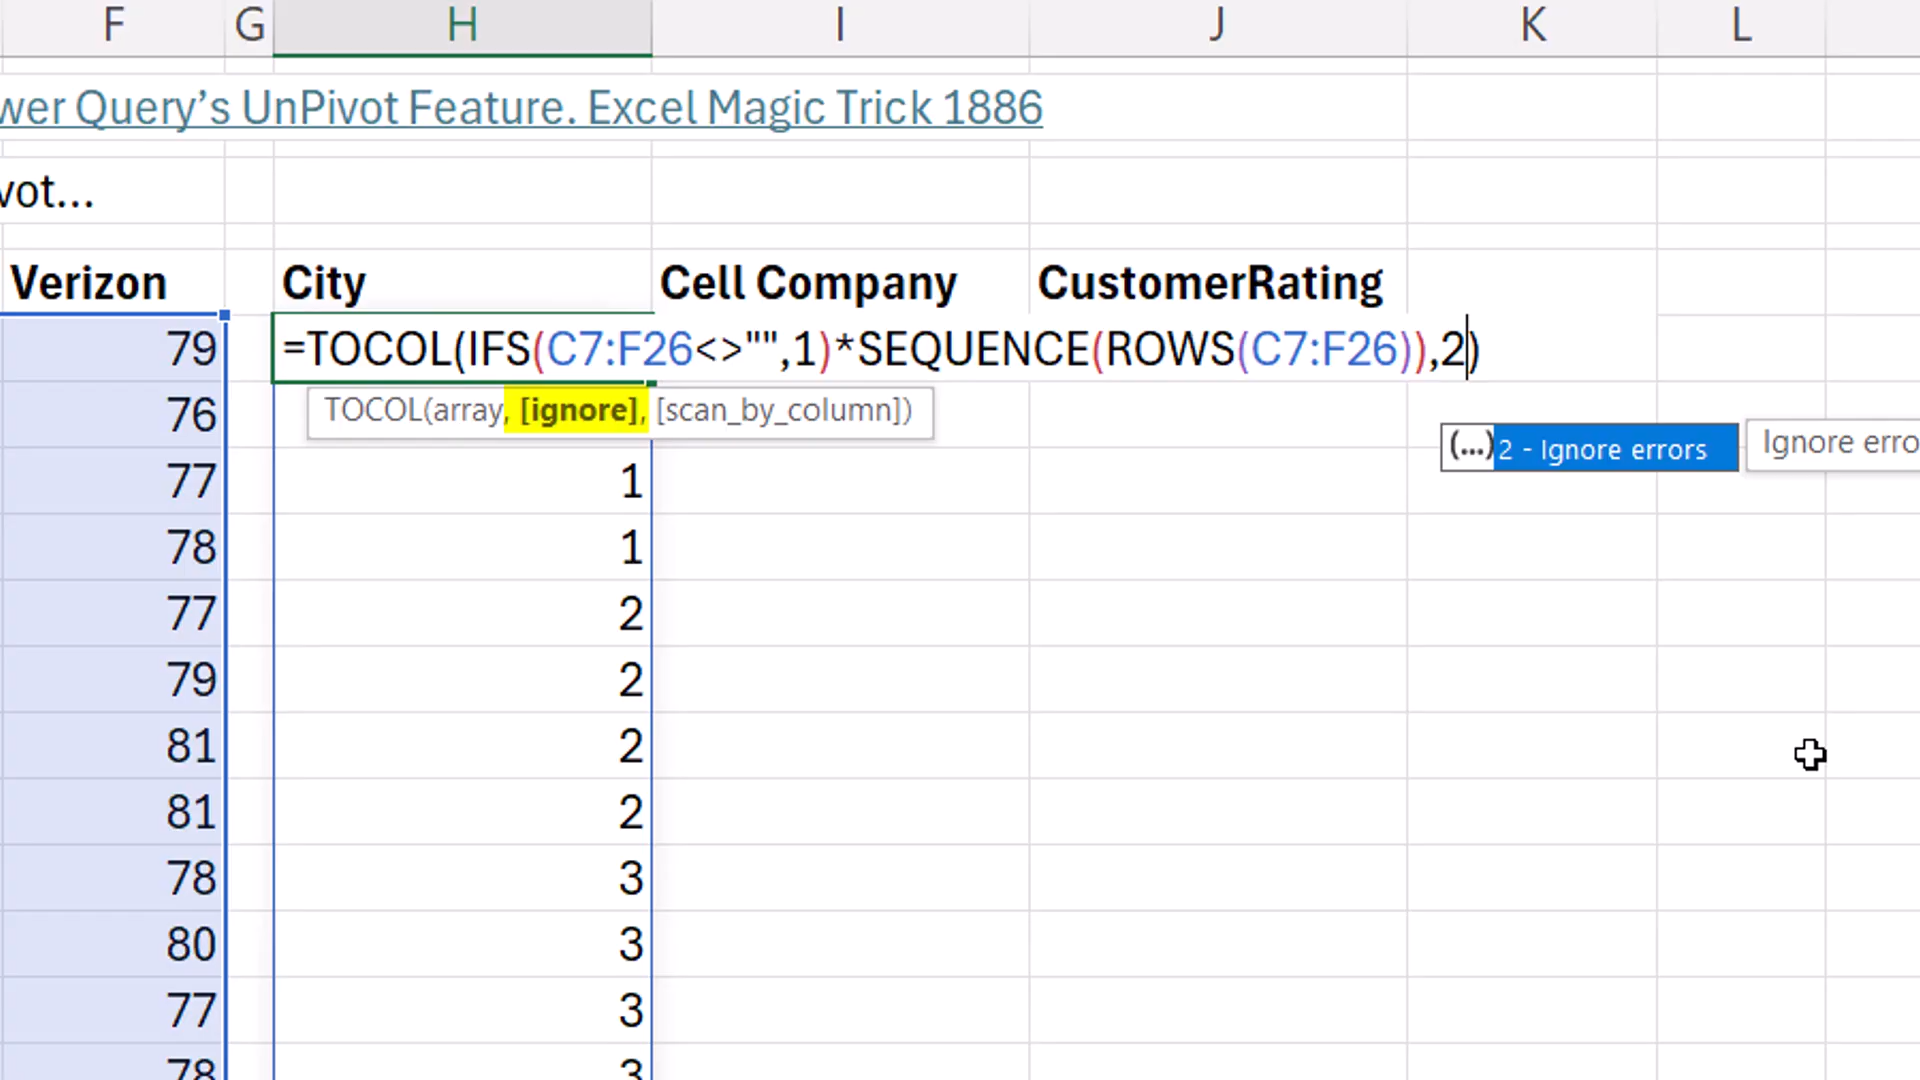 F G H I J K L
wer Query’s UnPivot Feature. Excel Magic Trick 1886
vot...
Verizon City Cell Company CustomerRating
79 =TOCOL(IFS(C7:F26<>"",1)*SEQUENCE(ROWS(C7:F26)),2)
76 TOCOL(array, [ignore], [scan_by_column])
(...) 2 - Ignore errors Ignore erro
77 1
78 1
77 2
79 2
81 2
81 2
78 3
80 3
77 3
78 3